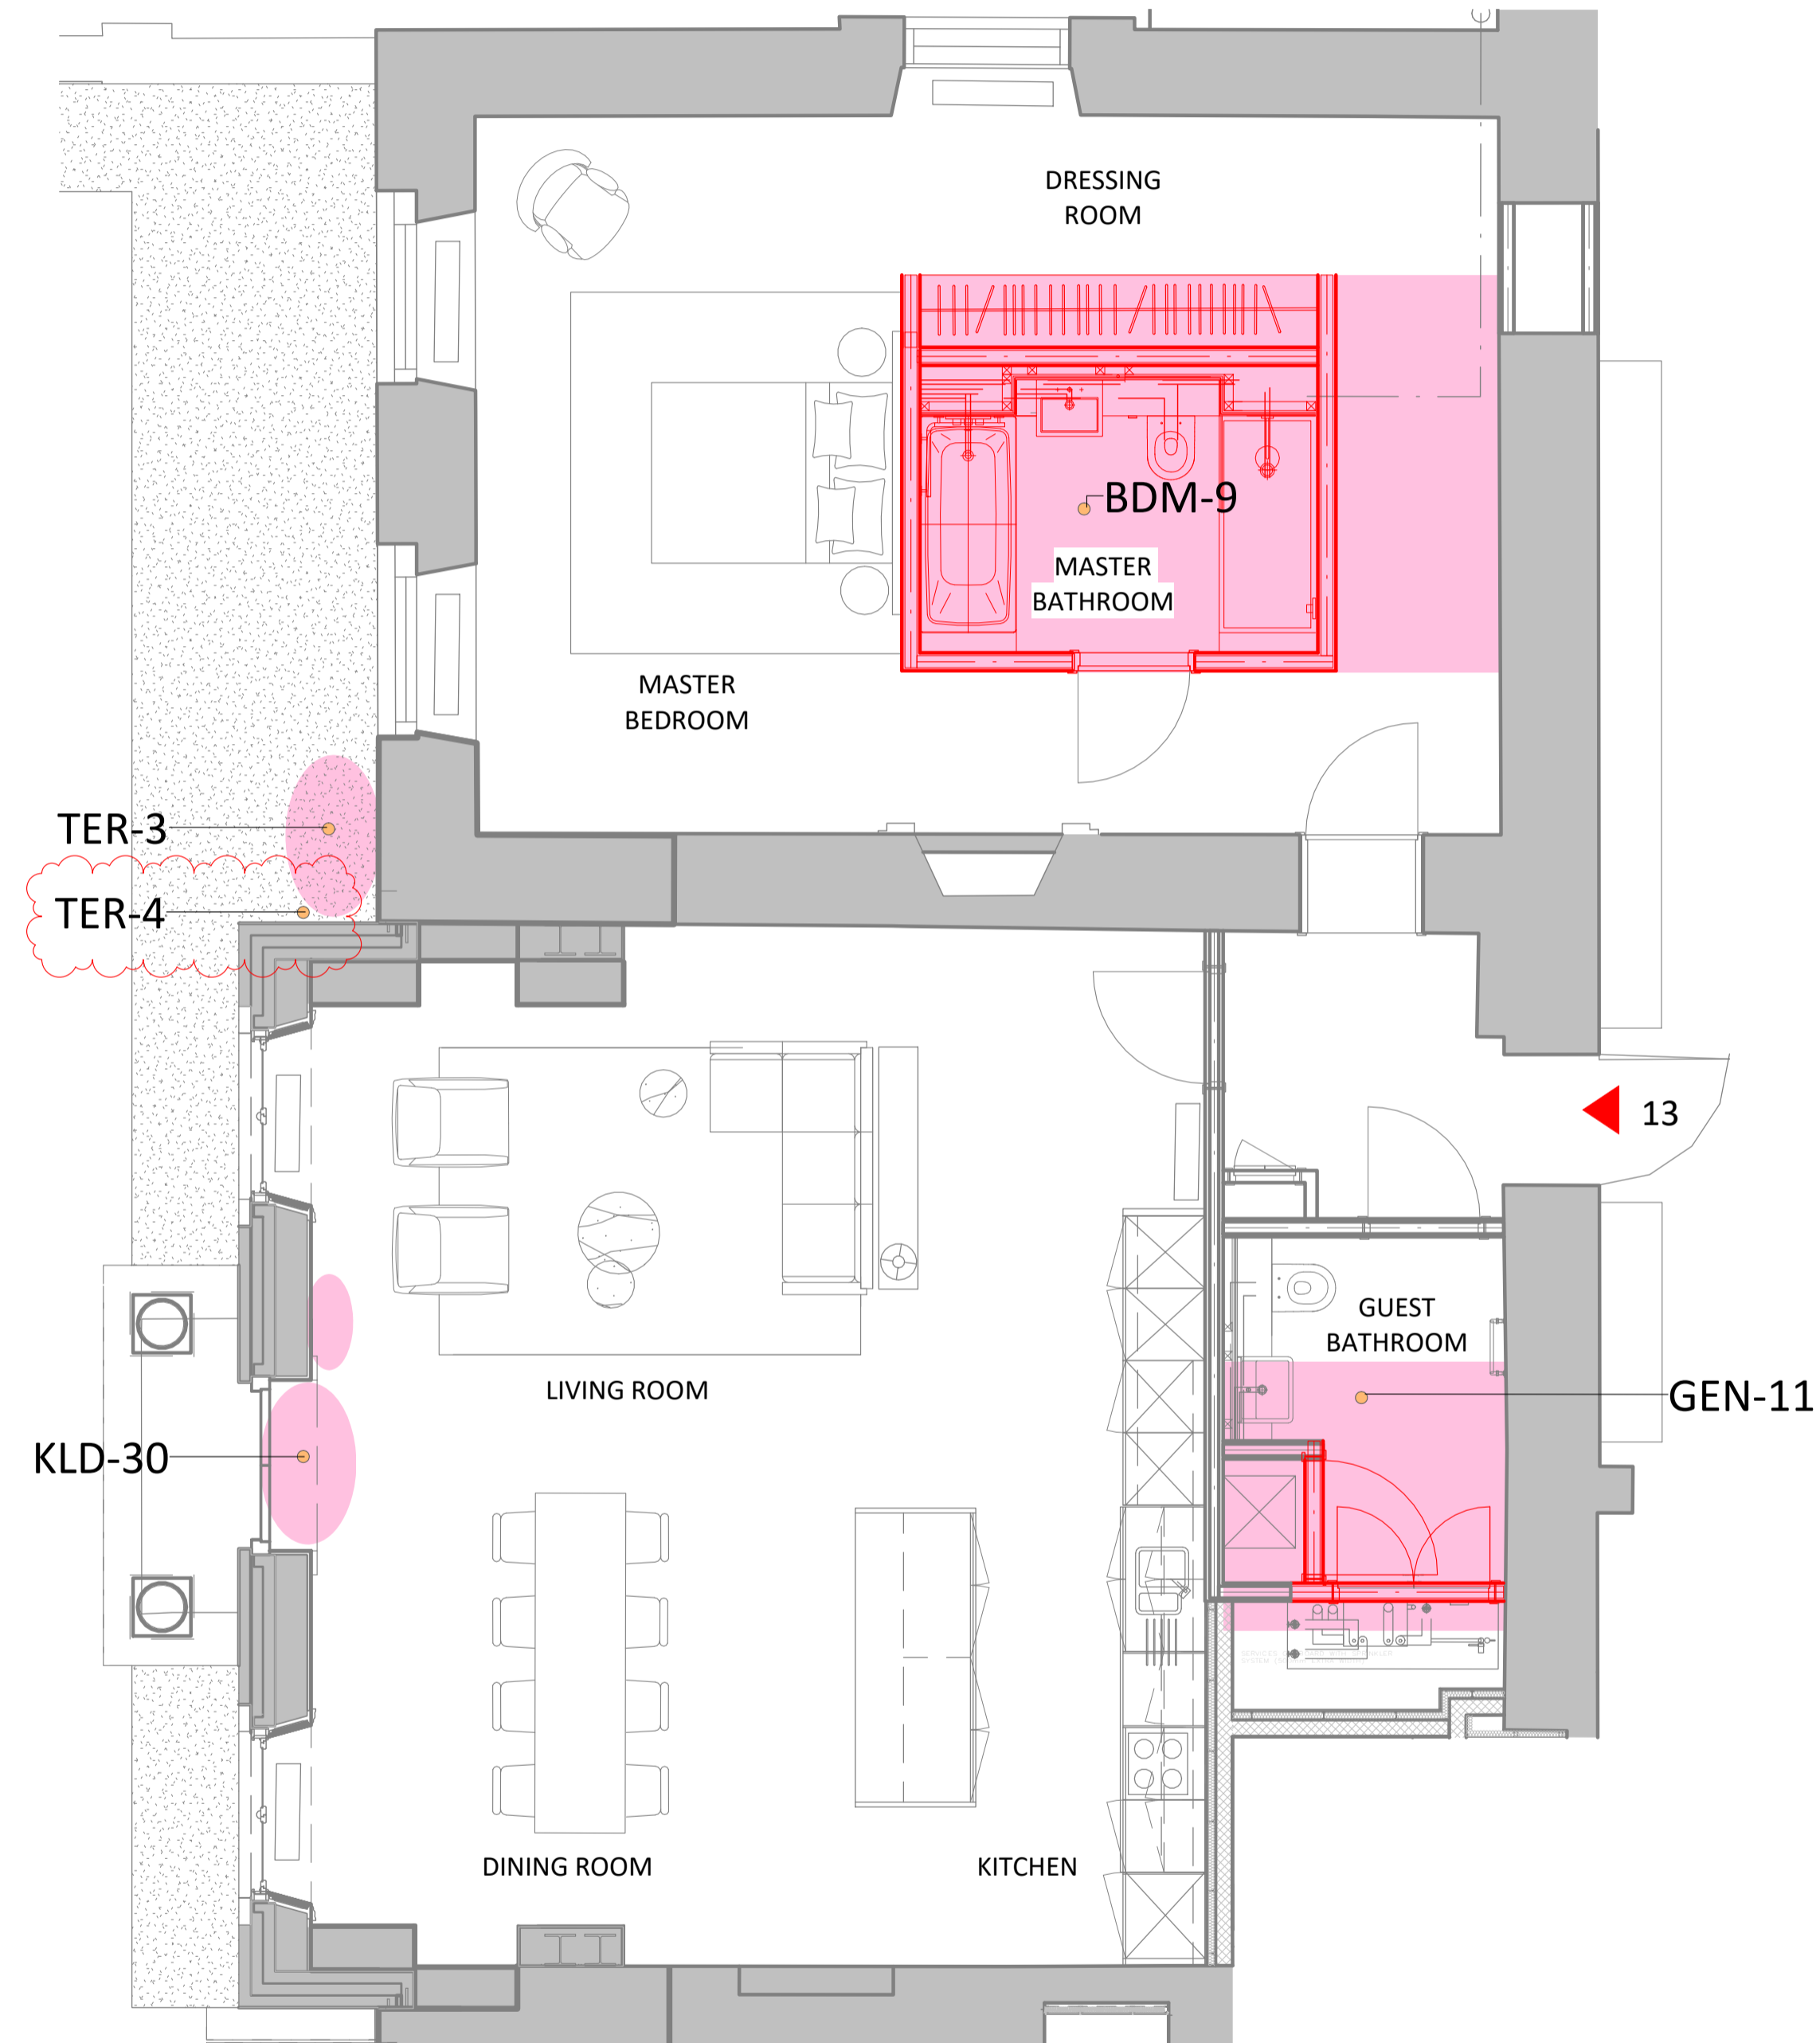 DRESSING
ROOM
BDM-9
MASTER
BATHROOM
MASTER
BEDROOM
TER-3
TER-4
13
GUEST
BATHROOM
LIVING ROOM
GEN-11
KLD-30
DINING ROOM
KITCHEN